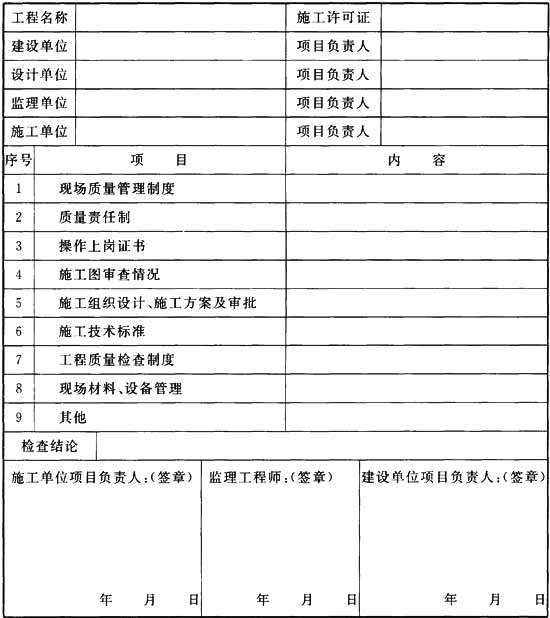 工程名称 施工许可证
建设单位 项目负责人
设计单位 项目负责人
监理单位 项目负责人
施工单位 项目负责人
序号 项 目 内 容
1 现场质量管理制度
2 质量责任制
3 操作上岗证书
4 施工图审查情况
5 施工组织设计、施工方案及审批
6 施工技术标准
7 工程质量检查制度
8 现场材料、设备管理
9 其他
检查结论
施工单位项目负责人:(签章) 监理工程师:(签章) 建设单位项目负责人:(签章)
年 月 日 年 月 日 年 月 日